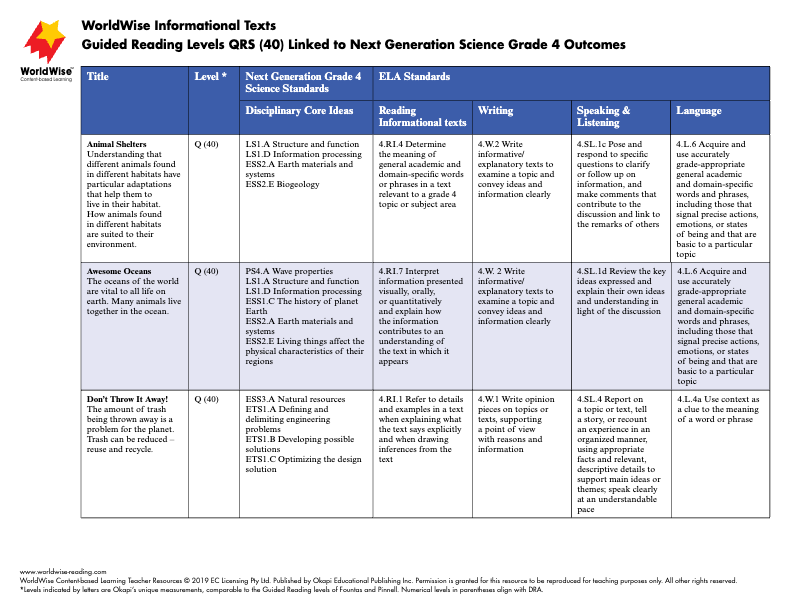 WorldWise Informational Texts
Guided Reading Levels QRS (40) Linked to Next Generation Science Grade 4 Outcomes
WorldWise™
Content-based Learning
Title
Level *
Next Generation Grade 4
Science Standards
ELA Standards
Disciplinary Core Ideas
Reading
Informational texts
Writing
Speaking &
Listening
Language
Animal Shelters
Understanding that
different animals found
in different habitats have
particular adaptations
that help them to
live in their habitat.
How animals found
in different habitats
are suited to their
environment.
Q (40)
LS1.A Structure and function
LS1.D Information processing
ESS2.A Earth materials and
systems
ESS2.E Biogeology
4.RI.4 Determine
the meaning of
general academic and
domain-specific words
or phrases in a text
relevant to a grade 4
topic or subject area
4.W.2 Write
informative/
explanatory texts to
examine a topic and
convey ideas and
information clearly
4.SL.1c Pose and
respond to specific
questions to clarify
or follow up on
information, and
make comments that
contribute to the
discussion and link to
the remarks of others
4.L.6 Acquire and
use accurately
grade-appropriate
general academic
and domain-specific
words and phrases,
including those that
signal precise actions,
emotions, or states
of being and that are
basic to a particular
topic
Awesome Oceans
The oceans of the world
are vital to all life on
earth. Many animals live
together in the ocean.
Q (40)
PS4.A Wave properties
LS1.A Structure and function
LS1.D Information processing
ESS1.C The history of planet
Earth
ESS2.A Earth materials and
systems
ESS2.E Living things affect the
physical characteristics of their
regions
4.RI.7 Interpret
information presented
visually, orally,
or quantitatively
and explain how
the information
contributes to an
understanding of
the text in which it
appears
4.W. 2 Write
informative/
explanatory texts to
examine a topic and
convey ideas and
information clearly
4.SL.1d Review the key
ideas expressed and
explain their own ideas
and understanding in
light of the discussion
4.L.6 Acquire and
use accurately
grade-appropriate
general academic
and domain-specific
words and phrases,
including those that
signal precise actions,
emotions, or states
of being and that are
basic to a particular
topic
Don't Throw It Away!
The amount of trash
being thrown away is a
problem for the planet.
Trash can be reduced –
reuse and recycle.
Q (40)
ESS3.A Natural resources
ETS1.A Defining and
delimiting engineering
problems
ETS1.B Developing possible
solutions
ETS1.C Optimizing the design
solution
4.RI.1 Refer to details
and examples in a text
when explaining what
the text says explicitly
and when drawing
inferences from the
text
4.W.1 Write opinion
pieces on topics or
texts, supporting
a point of view
with reasons and
information
4.SL.4 Report on
a topic or text, tell
a story, or recount
an experience in an
organized manner,
using appropriate
facts and relevant,
descriptive details to
support main ideas or
themes; speak clearly
at an understandable
pace
4.L.4a Use context as
a clue to the meaning
of a word or phrase
www.worldwise-reading.com
WorldWise Content-based Learning Teacher Resources © 2019 EC Licensing Pty Ltd. Published by Okapi Educational Publishing Inc. Permission is granted for this resource to be reproduced for teaching purposes only. All other rights reserved.
*Levels indicated by letters are Okapi's unique measurements, comparable to the Guided Reading levels of Fountas and Pinnell. Numerical levels in parentheses align with DRA.